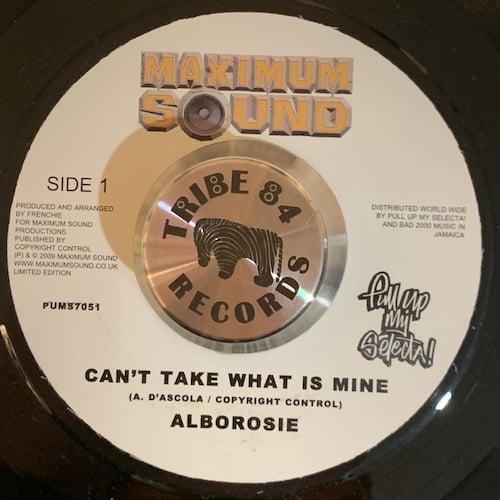 MAXIMUM
SOUND
TRIBE 84
RECORDS
SIDE 1
PRODUCED AND ARRANGED
BY FRENCHIE
FOR MAXIMUM SOUND
PRODUCTIONS
PUBLISHED BY
COPYRIGHT CONTROL
(P) & © 2009 MAXIMUM SOUND
WWW.MAXIMUMSOUND.CO.UK
LIMITED EDITION
PUM57051
DISTRIBUTED WORLD WIDE
BY PULL UP MY SELECTA!
AND BAD 2000 MUSIC IN
JAMAICA.
Pull up
My
Selecta!
CAN'T TAKE WHAT IS MINE
(A. D'ASCOLA / COPYRIGHT CONTROL)
ALBOROSIE